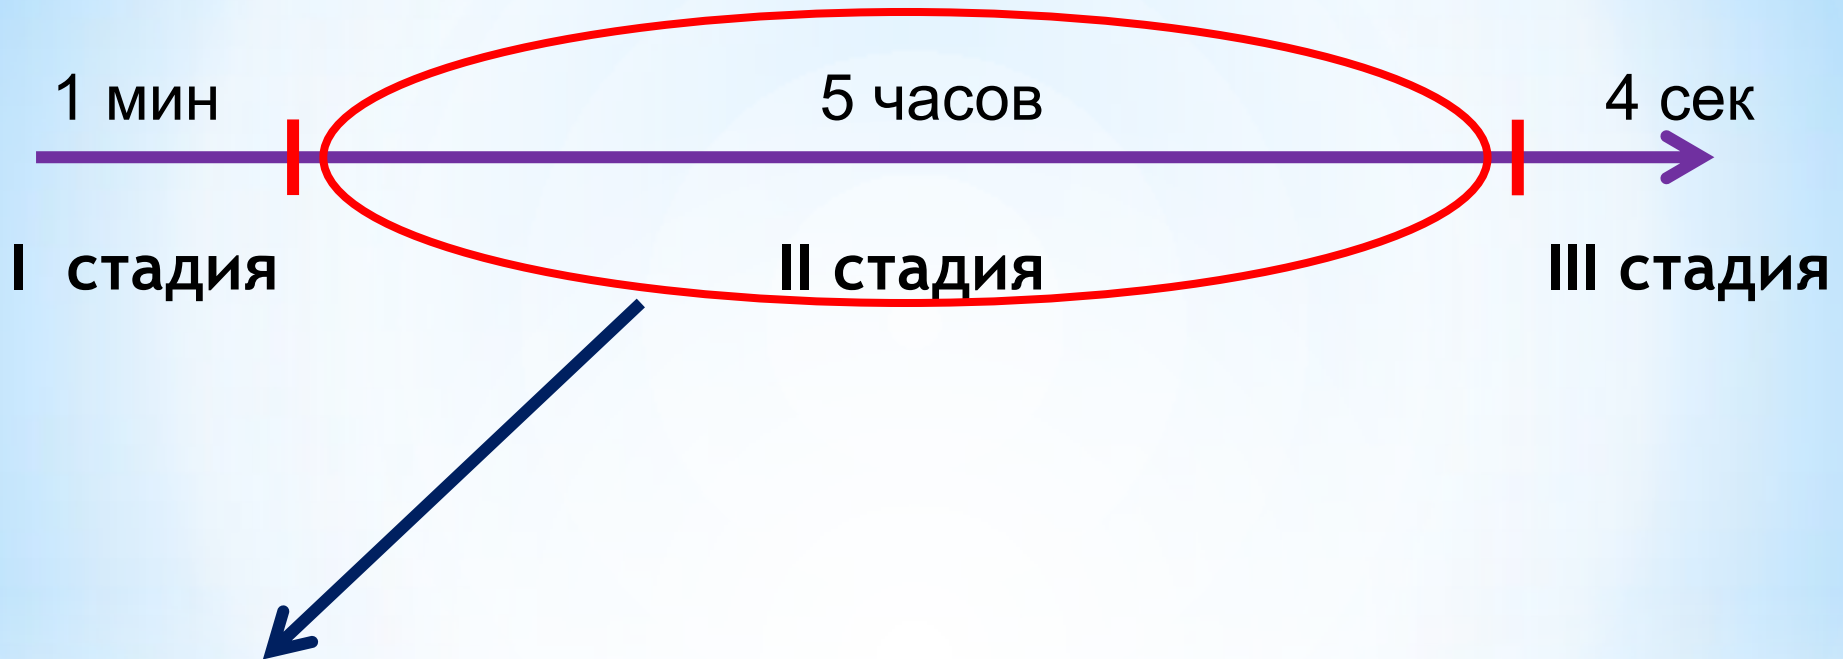 1 мин 5 часов 4 сек
I стадия II стадия III стадия